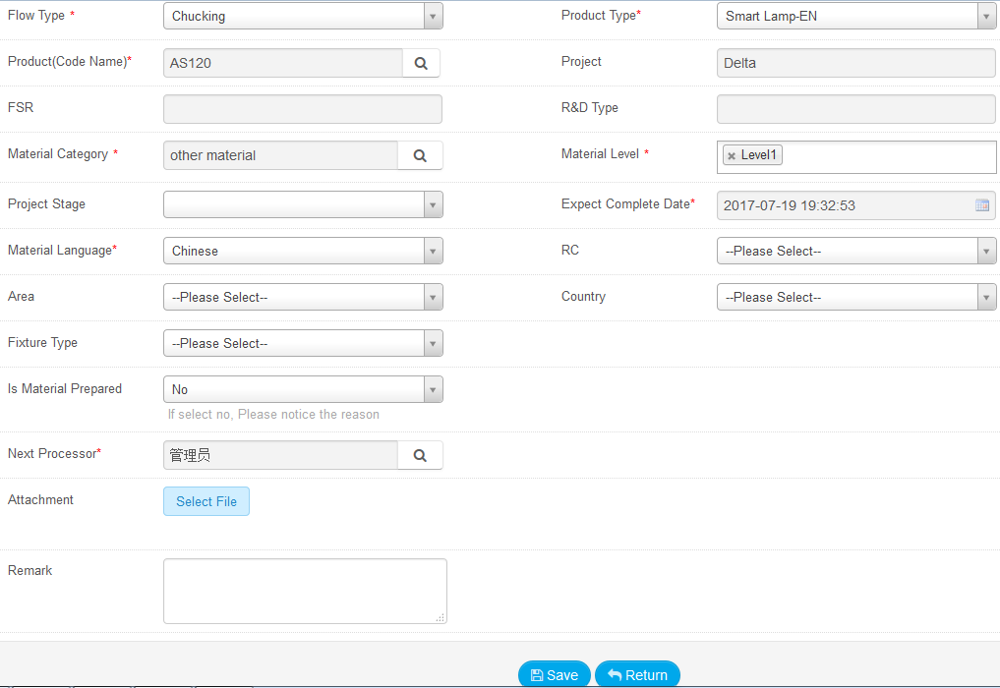 Flow Type * Chucking Product Type* Smart Lamp-EN
Product(Code Name)* AS120 Project Delta
FSR R&D Type
Material Category * other material Material Level * Level1
Project Stage Expect Complete Date* 2017-07-19 19:32:53
Material Language* Chinese RC --Please Select--
Area --Please Select-- Country --Please Select--
Fixture Type --Please Select--
Is Material Prepared No
If select no, Please notice the reason
Next Processor* 管理员
Attachment Select File
Remark
Save Return